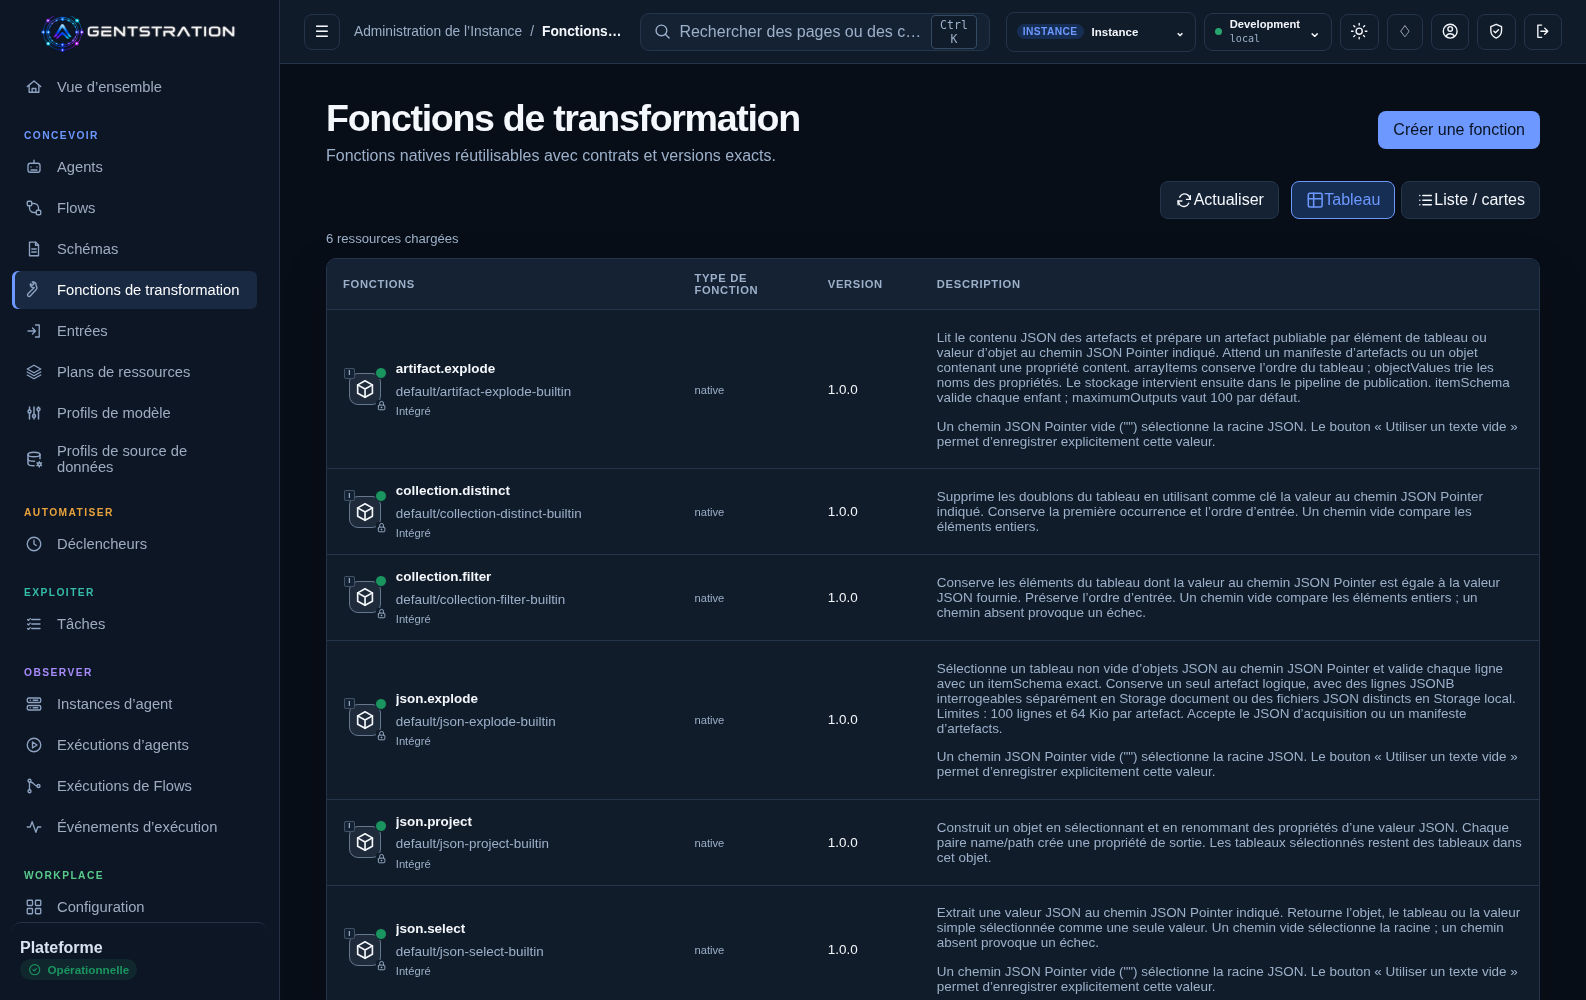 GENTSTRATION
Vue d’ensemble
CONCEVOIR
Agents
Flows
Schémas
Fonctions de transformation
Entrées
Plans de ressources
Profils de modèle
Profils de source de
données
AUTOMATISER
Déclencheurs
EXPLOITER
Tâches
OBSERVER
Instances d’agent
Exécutions d’agents
Exécutions de Flows
Événements d’exécution
WORKPLACE
Configuration
Plateforme
Opérationnelle
Administration de l’Instance / Fonctions…
Rechercher des pages ou des c… Ctrl
K
INSTANCE Instance
Development
local
Fonctions de transformation
Fonctions natives réutilisables avec contrats et versions exacts.
Créer une fonction
Actualiser Tableau Liste / cartes
6 ressources chargées
FONCTIONS TYPE DE FONCTION VERSION DESCRIPTION
I
artifact.explode
default/artifact-explode-builtin
Intégré
native
1.0.0
Lit le contenu JSON des artefacts et prépare un artefact publiable par élément de tableau ou
valeur d’objet au chemin JSON Pointer indiqué. Attend un manifeste d’artefacts ou un objet
contenant une propriété content. arrayItems conserve l’ordre du tableau ; objectValues trie les
noms des propriétés. Le stockage intervient ensuite dans le pipeline de publication. itemSchema
valide chaque enfant ; maximumOutputs vaut 100 par défaut.
Un chemin JSON Pointer vide ("") sélectionne la racine JSON. Le bouton « Utiliser un texte vide »
permet d’enregistrer explicitement cette valeur.
I
collection.distinct
default/collection-distinct-builtin
Intégré
native
1.0.0
Supprime les doublons du tableau en utilisant comme clé la valeur au chemin JSON Pointer
indiqué. Conserve la première occurrence et l’ordre d’entrée. Un chemin vide compare les
éléments entiers.
I
collection.filter
default/collection-filter-builtin
Intégré
native
1.0.0
Conserve les éléments du tableau dont la valeur au chemin JSON Pointer est égale à la valeur
JSON fournie. Préserve l’ordre d’entrée. Un chemin vide compare les éléments entiers ; un
chemin absent provoque un échec.
I
json.explode
default/json-explode-builtin
Intégré
native
1.0.0
Sélectionne un tableau non vide d’objets JSON au chemin JSON Pointer et valide chaque ligne
avec un itemSchema exact. Conserve un seul artefact logique, avec des lignes JSONB
interrogeables séparément en Storage document ou des fichiers JSON distincts en Storage local.
Limites : 100 lignes et 64 Kio par artefact. Accepte le JSON d’acquisition ou un manifeste
d’artefacts.
Un chemin JSON Pointer vide ("") sélectionne la racine JSON. Le bouton « Utiliser un texte vide »
permet d’enregistrer explicitement cette valeur.
I
json.project
default/json-project-builtin
Intégré
native
1.0.0
Construit un objet en sélectionnant et en renommant des propriétés d’une valeur JSON. Chaque
paire name/path crée une propriété de sortie. Les tableaux sélectionnés restent des tableaux dans
cet objet.
I
json.select
default/json-select-builtin
Intégré
native
1.0.0
Extrait une valeur JSON au chemin JSON Pointer indiqué. Retourne l’objet, le tableau ou la valeur
simple sélectionnée comme une seule valeur. Un chemin vide sélectionne la racine ; un chemin
absent provoque un échec.
Un chemin JSON Pointer vide ("") sélectionne la racine JSON. Le bouton « Utiliser un texte vide »
permet d’enregistrer explicitement cette valeur.